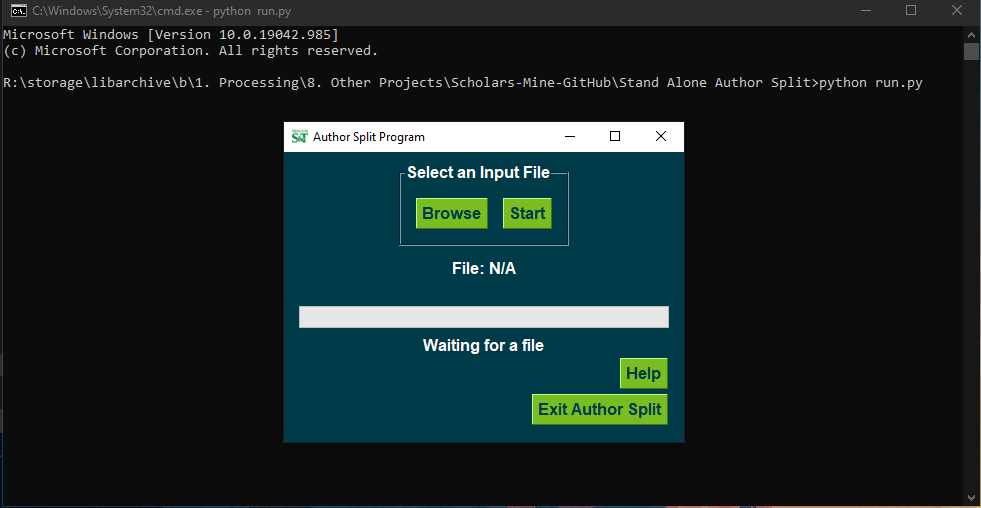 C:\Windows\System32\cmd.exe - python  run.py
Microsoft Windows [Version 10.0.19042.985]
(c) Microsoft Corporation. All rights reserved.
R:\storage\libarchive\b\1. Processing\8. Other Projects\Scholars-Mine-GitHub\Stand Alone Author Split>python run.py
S&T Author Split Program
Select an Input File
Browse Start
File: N/A
Waiting for a file
Help
Exit Author Split